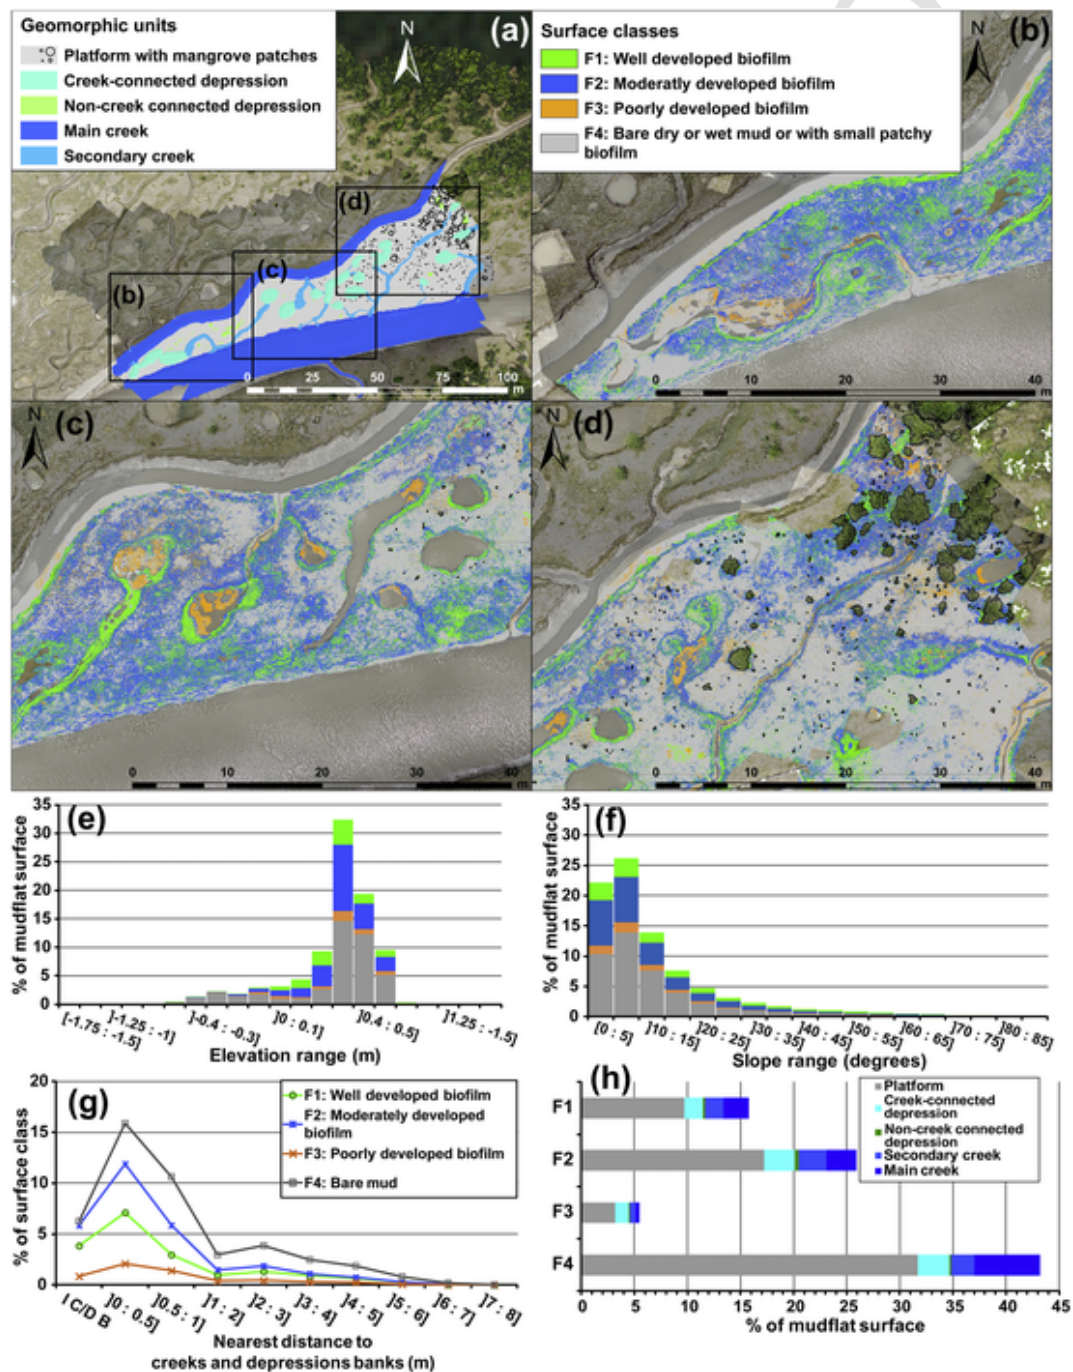 Geomorphic units
Platform with mangrove patches
Creek-connected depression
Non-creek connected depression
Main creek
Secondary creek
N
(a)
(d)
(c)
(b)
0 25 50 75 100
m
Surface classes
F1: Well developed biofilm
F2: Moderatly developed biofilm
F3: Poorly developed biofilm
F4: Bare dry or wet mud or with small patchy
biofilm
N
(b)
0 10 20 30 40
m
N
(c)
0 10 20 30 40
m
N
(d)
0 10 20 30 40
m
(e)
% of mudflat surface
35
30
25
20
15
10
5
0
]-1.75 : -1.5] ]-1.25 : -1] ]-0.4 : -0.3] ]0 : 0.1] ]0.4 : 0.5] ]1.25 : -1.5]
Elevation range (m)
(f)
% of mudflat surface
35
30
25
20
15
10
5
0
[0 : 5] ]10 : 15] ]20 : 25] ]30 : 35] ]40 : 45] ]50 : 55] ]60 : 65] ]70 : 75] ]80 : 85]
Slope range (degrees)
(g)
% of surface class
20
15
10
5
0
F1: Well developed biofilm
F2: Moderately developed
biofilm
F3: Poorly developed biofilm
F4: Bare mud
I C/D B ]0 : 0.5] ]0.5 : 1] ]1 : 2] ]2 : 3] ]3 : 4] ]4 : 5] ]5 : 6] ]6 : 7] ]7 : 8]
Nearest distance to
creeks and depressions banks (m)
(h)
Platform
Creek-connected
depression
Non-creek connected
depression
Secondary creek
Main creek
F1
F2
F3
F4
0 5 10 15 20 25 30 35 40 45
% of mudflat surface